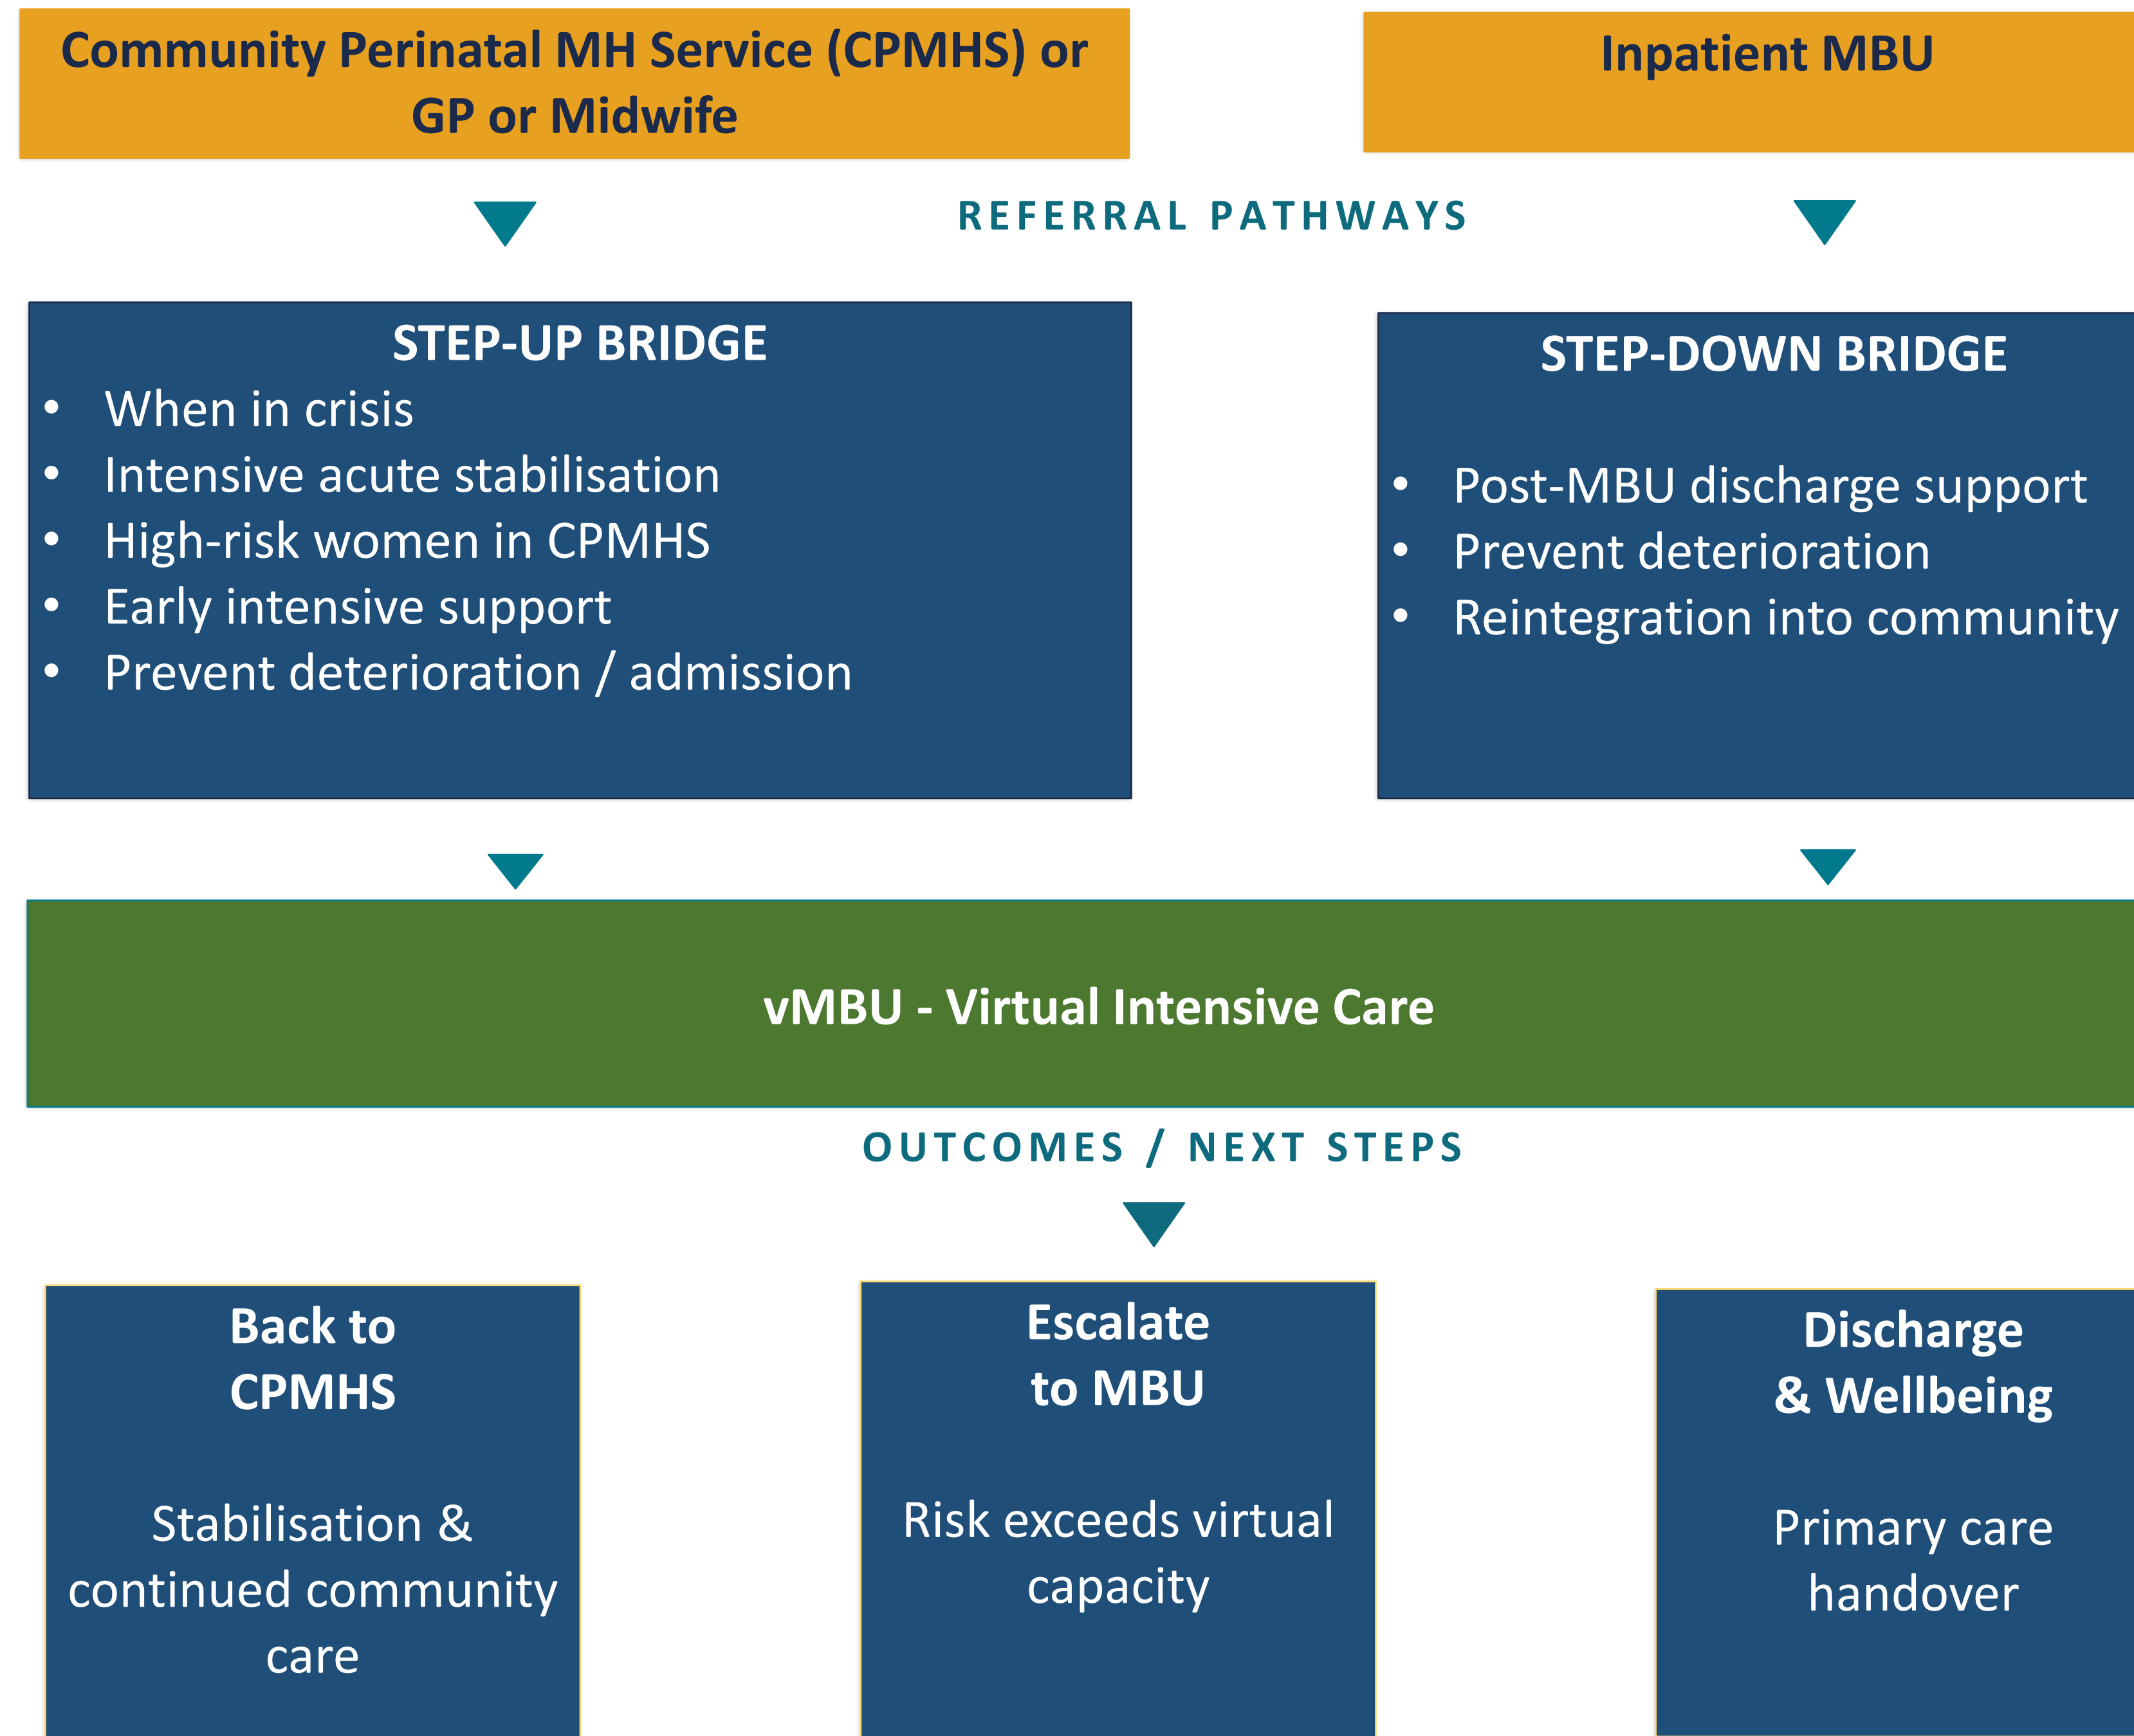 Community Perinatal MH Service (CPMHS) or
GP or Midwife
Inpatient MBU
REFERRAL PATHWAYS
STEP-UP BRIDGE
• When in crisis
• Intensive acute stabilisation
• High-risk women in CPMHS
• Early intensive support
• Prevent deterioration / admission
STEP-DOWN BRIDGE
• Post-MBU discharge support
• Prevent deterioration
• Reintegration into community
vMBU - Virtual Intensive Care
OUTCOMES / NEXT STEPS
Back to
CPMHS
Stabilisation &
continued community
care
Escalate
to MBU
Risk exceeds virtual
capacity
Discharge
& Wellbeing
Primary care
handover